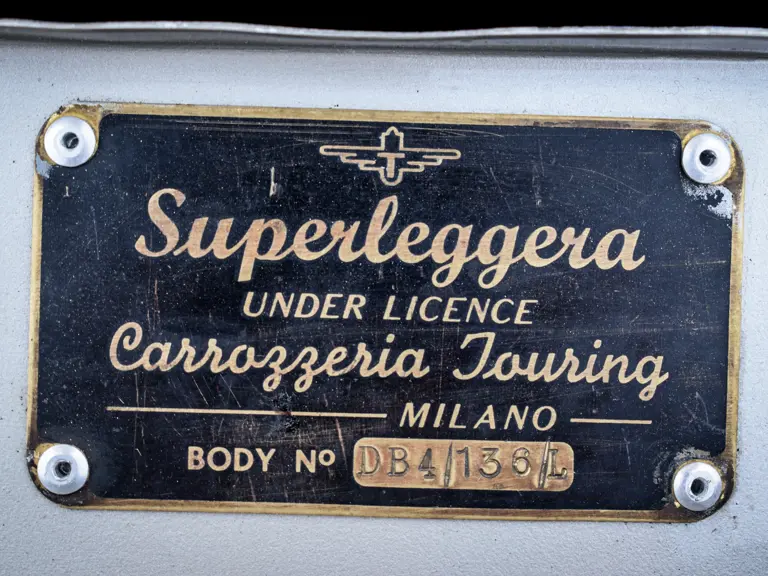 Superleggera
UNDER LICENCE
Carrozzeria Touring
MILANO
BODY Nº DB4/136/L